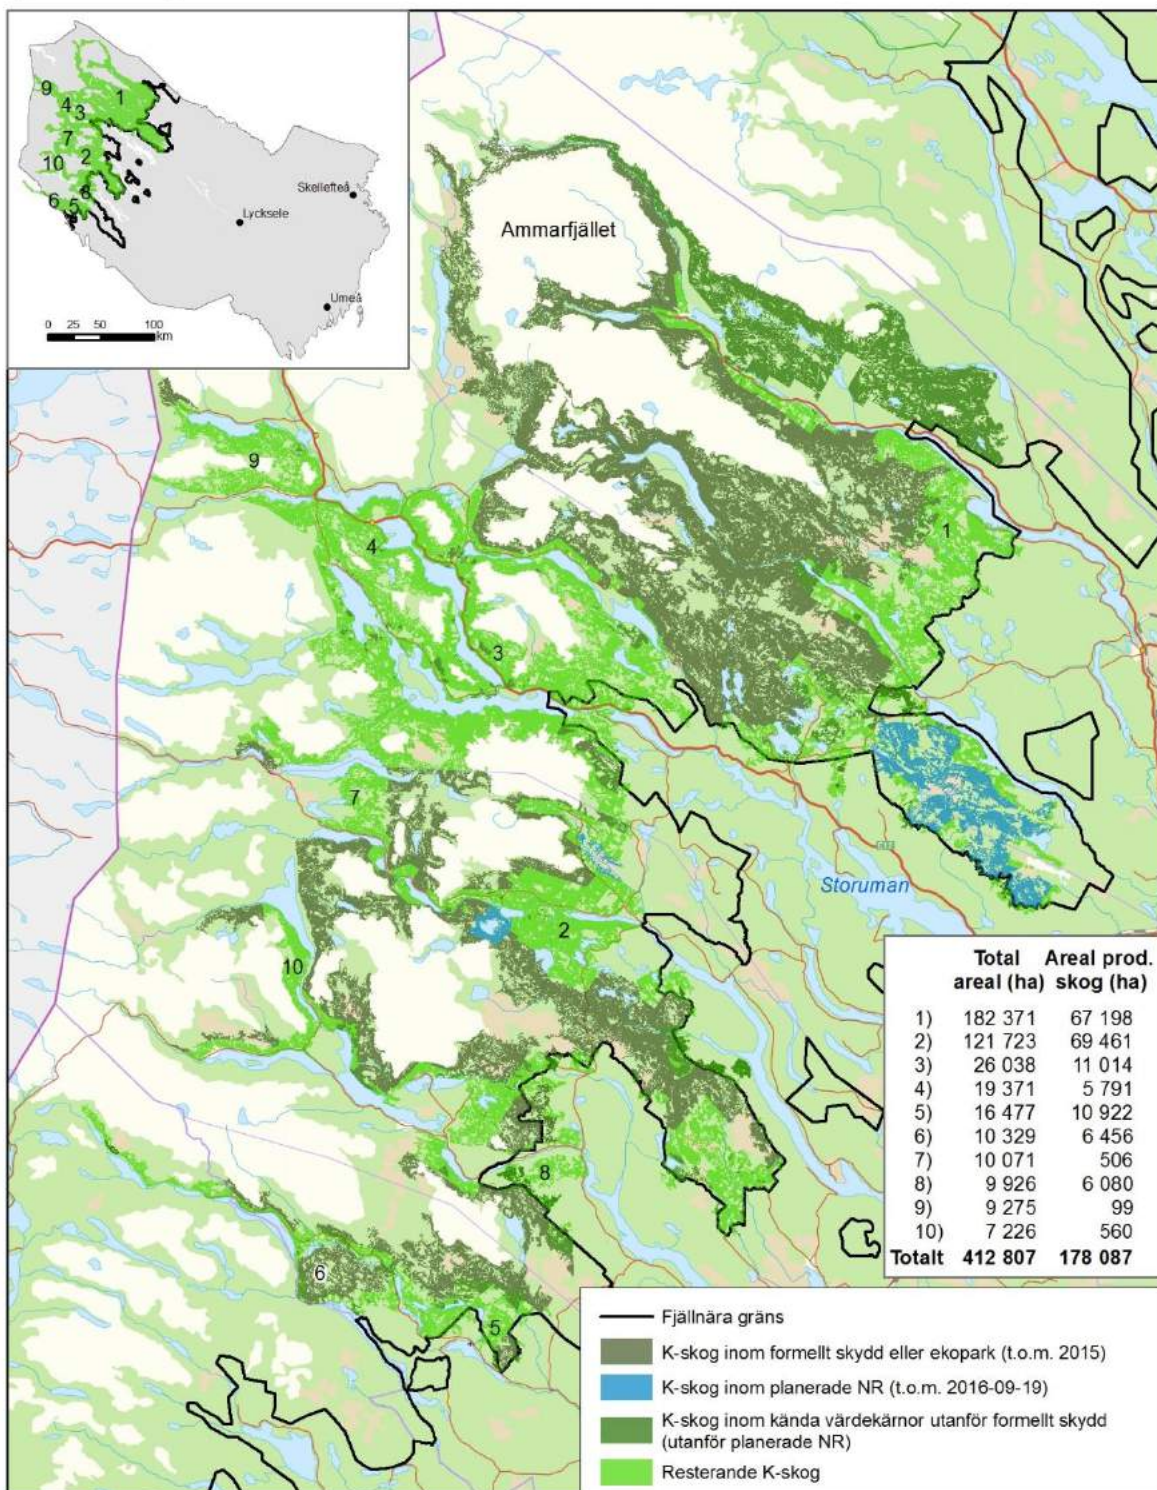 9
1
4
3
7
2
10
8
6
5
Skellefteå
Lycksele
Umeå
0 25 50 100
km
Ammarfjället
9
1
4
3
7
Storuman
2
10
8
6
5
Total Areal prod.
areal (ha) skog (ha)
1) 182 371 67 198
2) 121 723 69 461
3) 26 038 11 014
4) 19 371 5 791
5) 16 477 10 922
6) 10 329 6 456
7) 10 071 506
8) 9 926 6 080
9) 9 275 99
10) 7 226 560
Totalt 412 807 178 087
Fjällnära gräns
K-skog inom formellt skydd eller ekopark (t.o.m. 2015)
K-skog inom planerade NR (t.o.m. 2016-09-19)
K-skog inom kända värdekärnor utanför formellt skydd
(utanför planerade NR)
Resterande K-skog